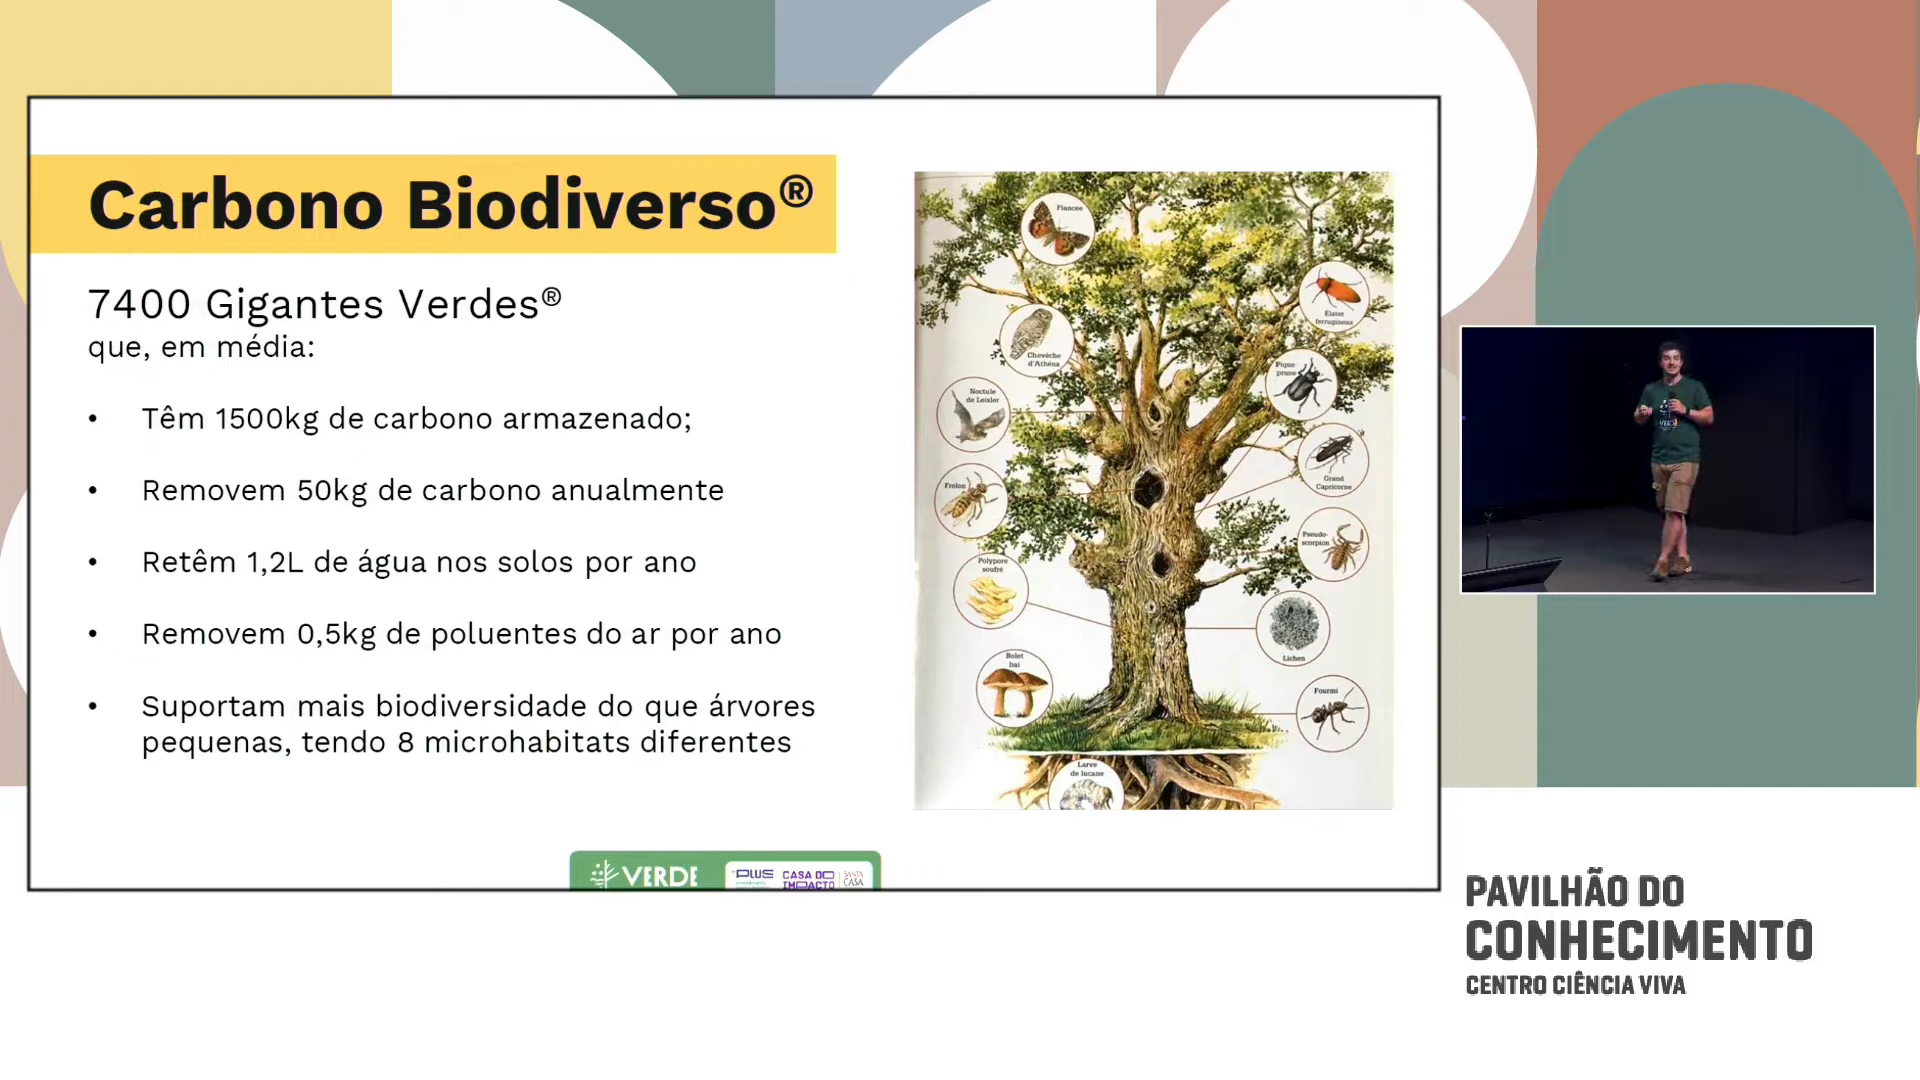 Carbono Biodiverso®
7400 Gigantes Verdes®
que, em média:
• Têm 1500kg de carbono armazenado;
• Removem 50kg de carbono anualmente
• Retêm 1,2L de água nos solos por ano
• Removem 0,5kg de poluentes do ar por ano
• Suportam mais biodiversidade do que árvores
pequenas, tendo 8 microhabitats diferentes
Fiancée
Élater
ferrugineux
Chevêche
d'Athéna
Pique-
prune
Noctule
de Leisler
Grand
Capricorne
Frelon
Pseudo-
scorpion
Polypore
soufré
Lichen
Bolet
bai
Fourmi
Larve
de lucane
VERDE
PLUS
CASA DO
IMPACTO
SANTA
CASA
PAVILHÃO DO
CONHECIMENTO
CENTRO CIÊNCIA VIVA